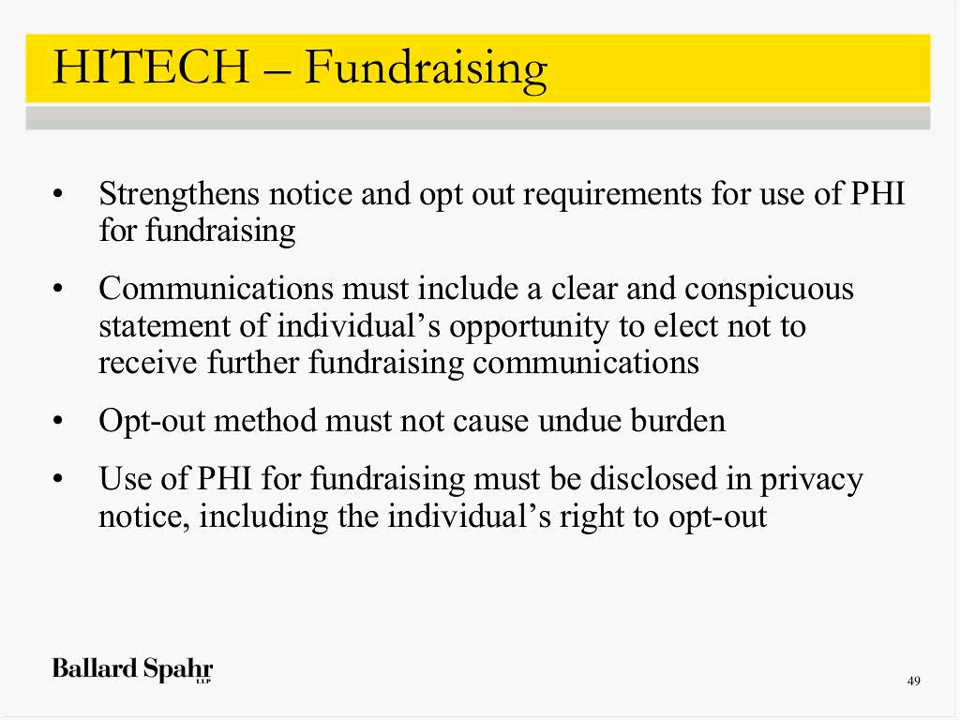 HITECH – Fundraising
• Strengthens notice and opt out requirements for use of PHI
for fundraising
• Communications must include a clear and conspicuous
statement of individual’s opportunity to elect not to
receive further fundraising communications
• Opt-out method must not cause undue burden
• Use of PHI for fundraising must be disclosed in privacy
notice, including the individual’s right to opt-out
Ballard Spahr
LLP
49